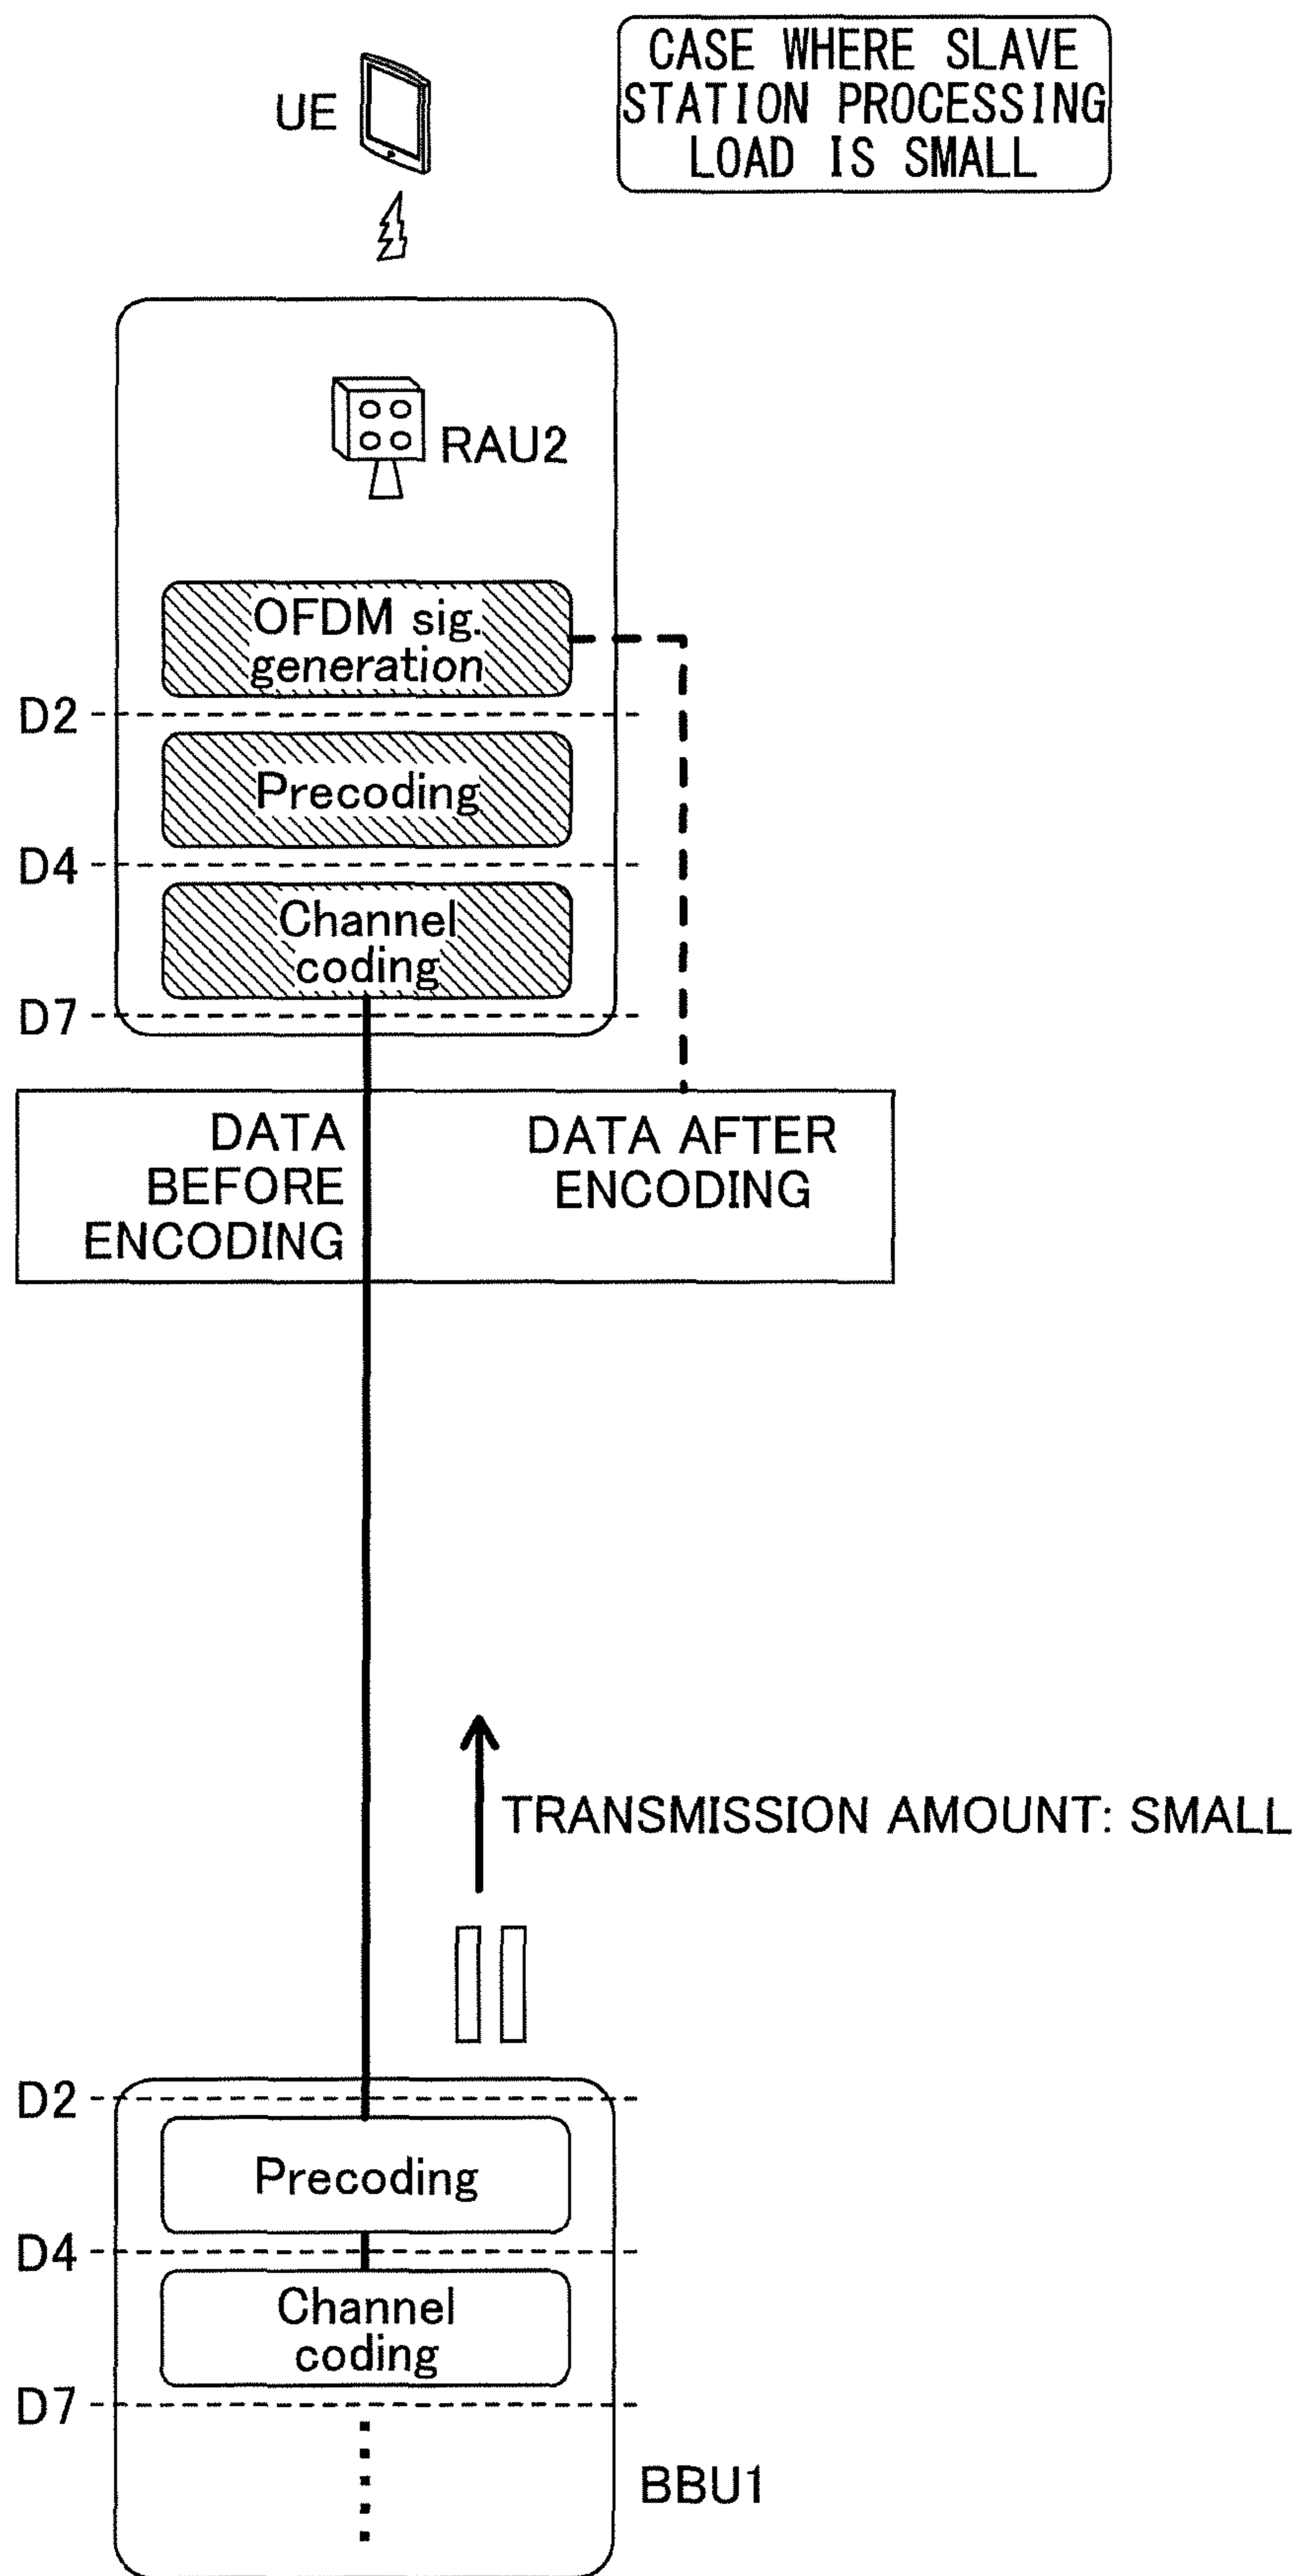 CASE WHERE SLAVE
STATION PROCESSING
LOAD IS SMALL
UE
RAU2
OFDM sig.
generation
D2
Precoding
D4
Channel
coding
D7
DATA
BEFORE
ENCODING
DATA AFTER
ENCODING
TRANSMISSION AMOUNT: SMALL
D2
Precoding
D4
Channel
coding
D7
BBU1